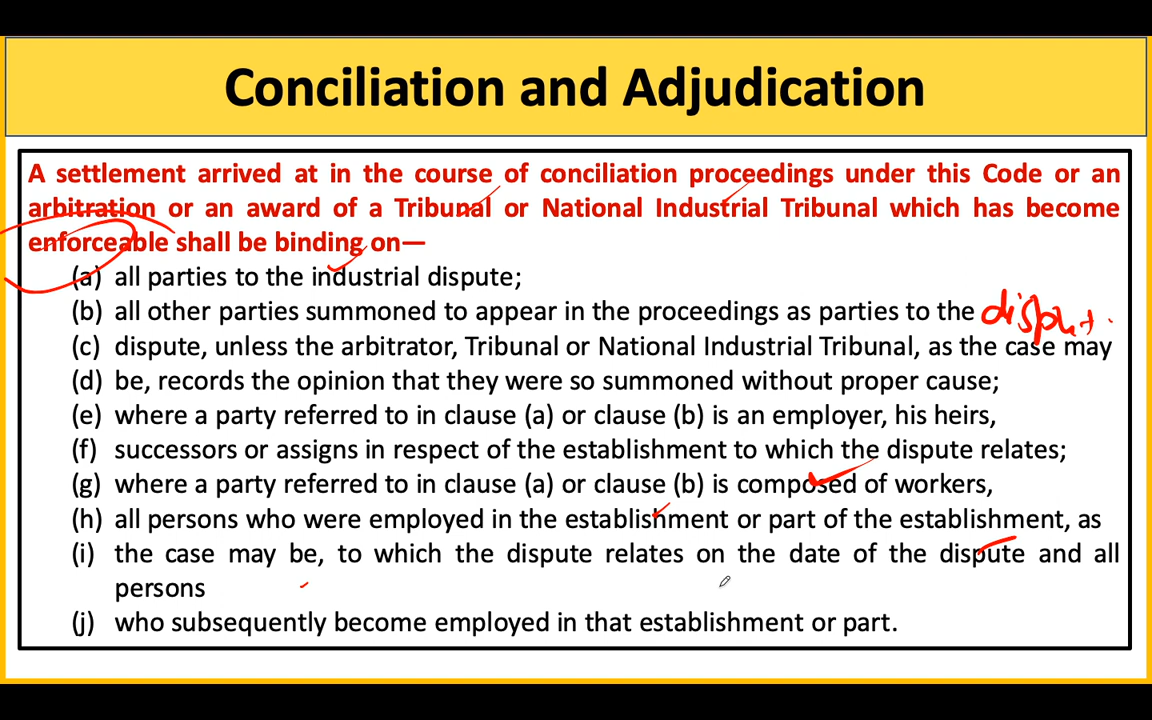 Conciliation and Adjudication
A settlement arrived at in the course of conciliation proceedings under this Code or an
arbitration or an award of a Tribunal or National Industrial Tribunal which has become
enforceable shall be binding on—
(a) all parties to the industrial dispute;
(b) all other parties summoned to appear in the proceedings as parties to the disput.
(c) dispute, unless the arbitrator, Tribunal or National Industrial Tribunal, as the case may
(d) be, records the opinion that they were so summoned without proper cause;
(e) where a party referred to in clause (a) or clause (b) is an employer, his heirs,
(f) successors or assigns in respect of the establishment to which the dispute relates;
(g) where a party referred to in clause (a) or clause (b) is composed of workers,
(h) all persons who were employed in the establishment or part of the establishment, as
(i) the case may be, to which the dispute relates on the date of the dispute and all
persons
(j) who subsequently become employed in that establishment or part.